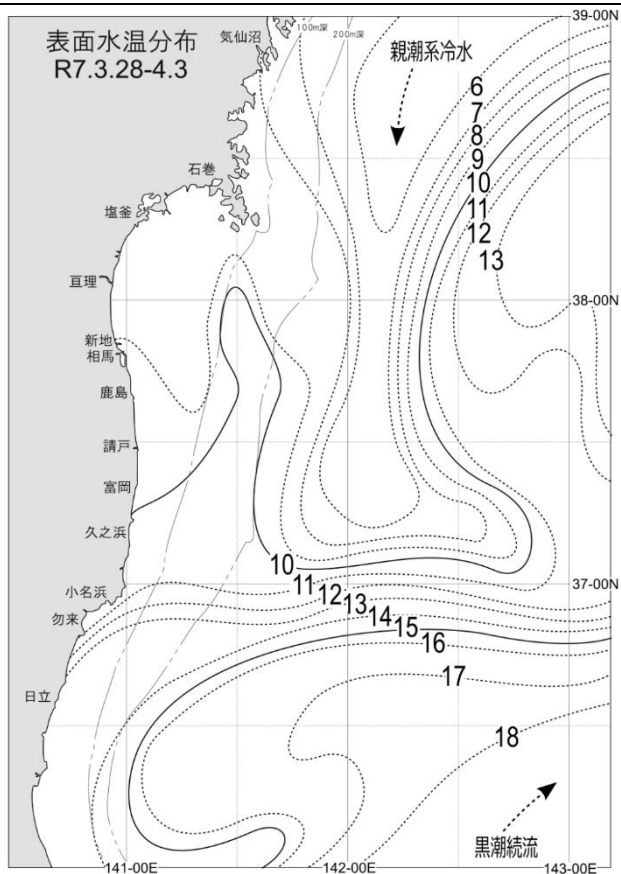 表面水温分布
R7.3.28-4.3
気仙沼
100m深
200m深
39-00N
親潮系冷水
6
7
8
9
10
11
12
13
石巻
塩釜
亘理
38-00N
新地
相馬
鹿島
請戸
富岡
久之浜
10
11
12
13
14
15
16
17
18
37-00N
小名浜
勿来
日立
黒潮続流
141-00E
142-00E
143-00E